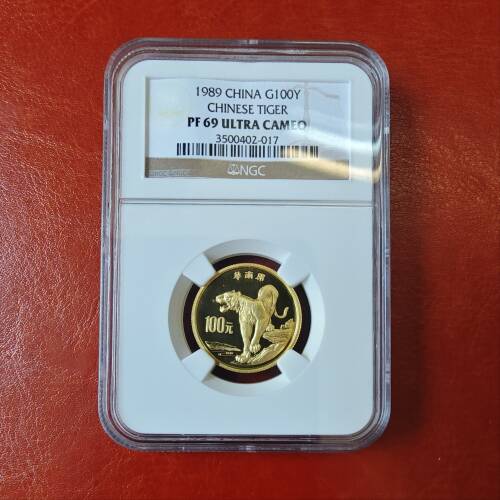 1989 CHINA G100Y
CHINESE TIGER
PF 69 ULTRA CAMEO
3500402-017
NGC
华南虎
100元